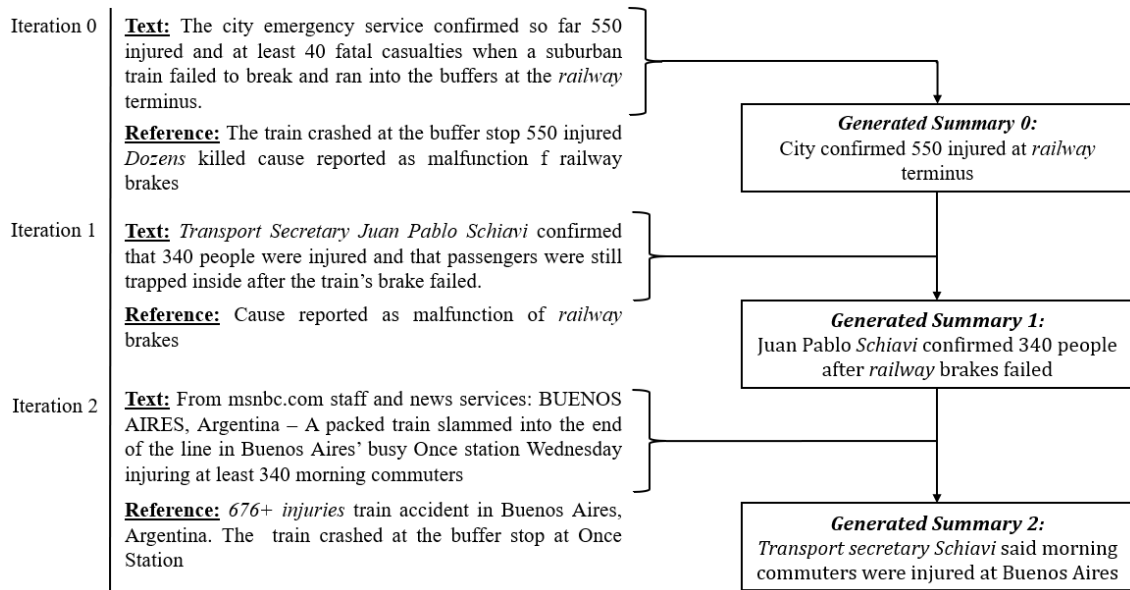 Iteration 0
Text: The city emergency service confirmed so far 550
injured and at least 40 fatal casualties when a suburban
train failed to break and ran into the buffers at the railway
terminus.
Reference: The train crashed at the buffer stop 550 injured
Dozens killed cause reported as malfunction f railway
brakes
Generated Summary 0:
City confirmed 550 injured at railway
terminus
Iteration 1
Text: Transport Secretary Juan Pablo Schiavi confirmed
that 340 people were injured and that passengers were still
trapped inside after the train's brake failed.
Reference: Cause reported as malfunction of railway
brakes
Generated Summary 1:
Juan Pablo Schiavi confirmed 340 people
after railway brakes failed
Iteration 2
Text: From msnbc.com staff and news services: BUENOS
AIRES, Argentina – A packed train slammed into the end
of the line in Buenos Aires' busy Once station Wednesday
injuring at least 340 morning commuters
Reference: 676+ injuries train accident in Buenos Aires,
Argentina. The train crashed at the buffer stop at Once
Station
Generated Summary 2:
Transport secretary Schiavi said morning
commuters were injured at Buenos Aires